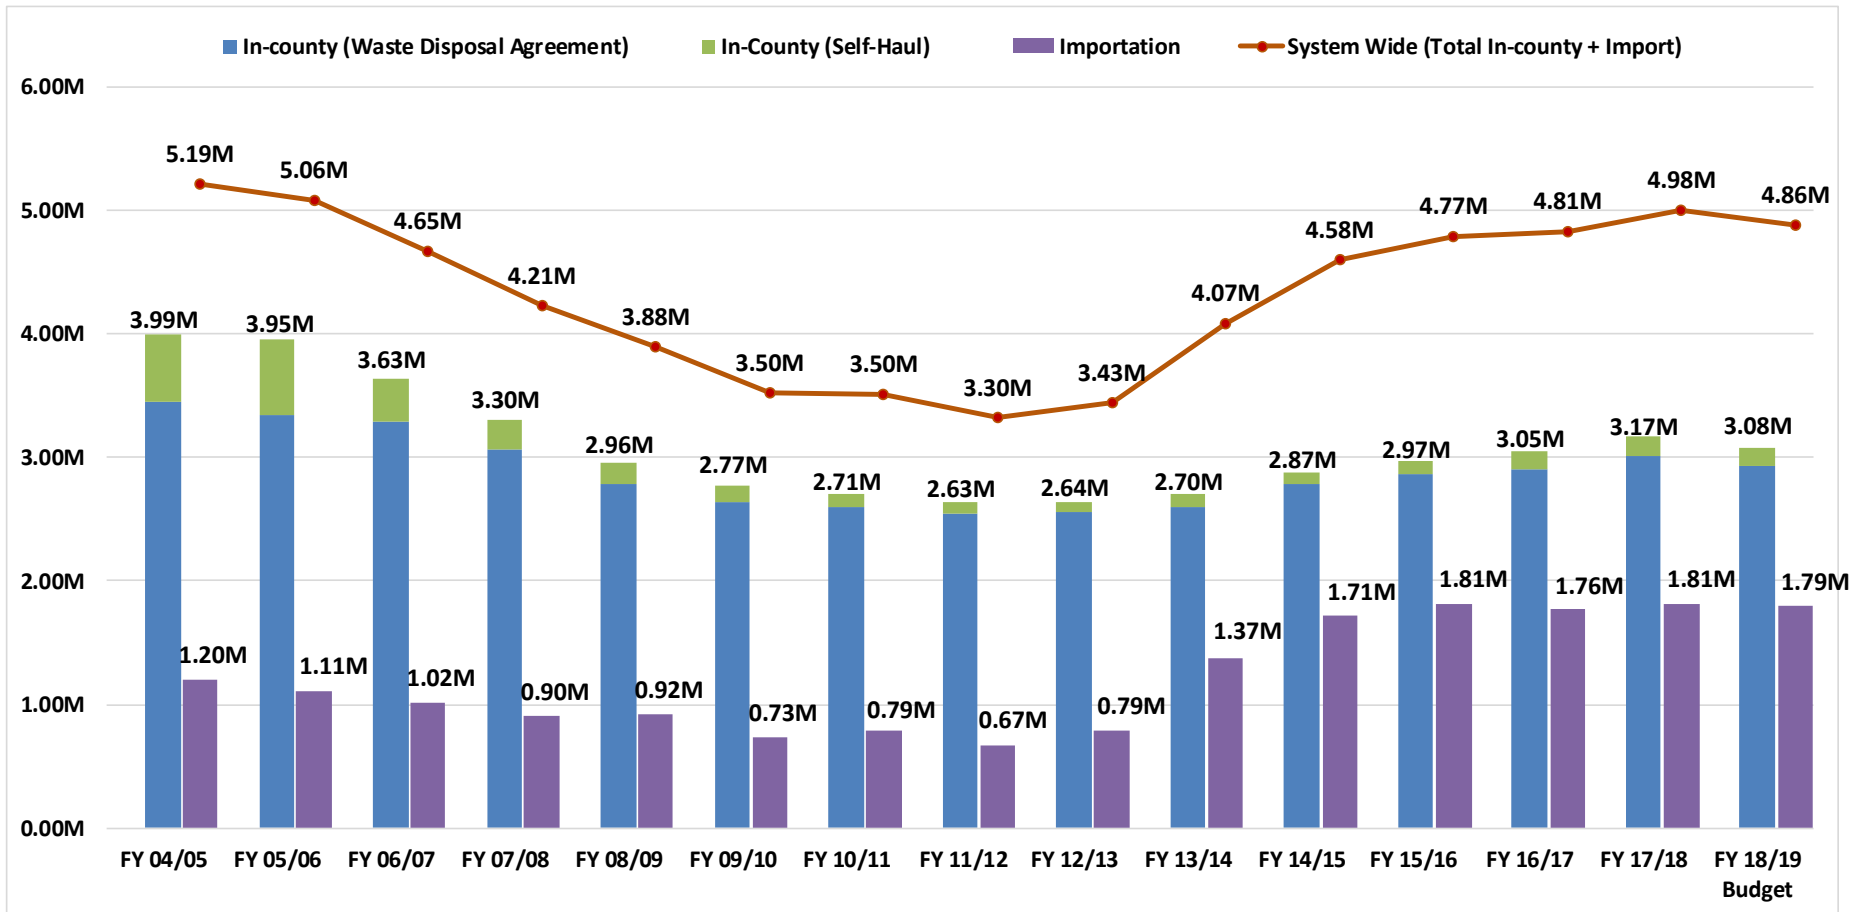 In-county (Waste Disposal Agreement) In-County (Self-Haul) Importation System Wide (Total In-county + Import)
6.00M
5.00M
4.00M
3.00M
2.00M
1.00M
0.00M
5.19M 5.06M 4.65M 4.21M 3.88M 3.50M 3.50M 3.30M 3.43M 4.07M 4.58M 4.77M 4.81M 4.98M 4.86M
3.99M 3.95M 3.63M 3.30M 2.96M 2.77M 2.71M 2.63M 2.64M 2.70M 2.87M 2.97M 3.05M 3.17M 3.08M
1.20M 1.11M 1.02M 0.90M 0.92M 0.73M 0.79M 0.67M 0.79M 1.37M 1.71M 1.81M 1.76M 1.81M 1.79M
FY 04/05 FY 05/06 FY 06/07 FY 07/08 FY 08/09 FY 09/10 FY 10/11 FY 11/12 FY 12/13 FY 13/14 FY 14/15 FY 15/16 FY 16/17 FY 17/18 FY 18/19
Budget